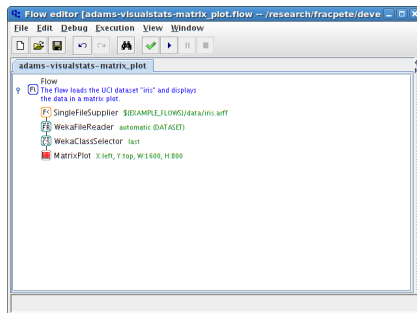 Flow editor [adams-visualstats-matrix_plot.flow -- /research/fracpete/deve
File Edit Debug Execution View Window
adams-visualstats-matrix_plot
Flow
The flow loads the UCI dataset "iris" and displays
the data in a matrix plot.
SingleFileSupplier $(EXAMPLE_FLOWS)/data/iris.arff
WekaFileReader automatic (DATASET)
WekaClassSelector last
MatrixPlot X:left, Y:top, W:1600, H:800